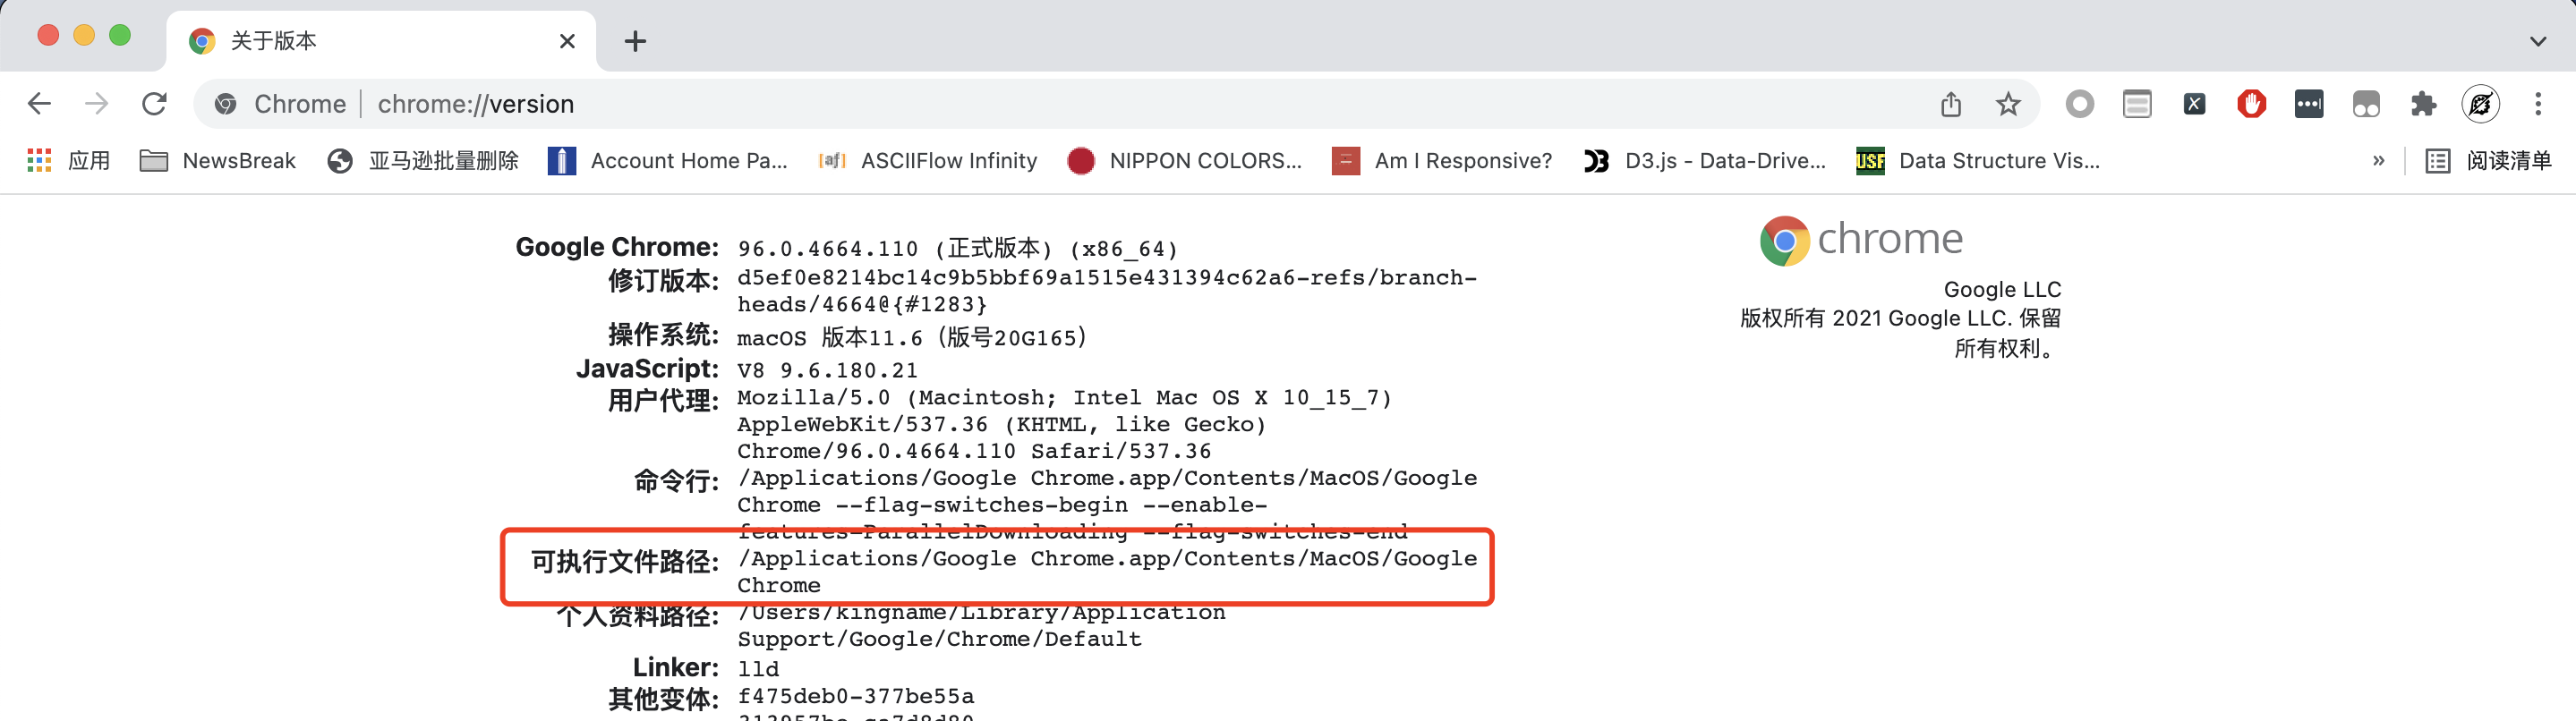 关于版本
Chrome | chrome://version
应用 NewsBreak 亚马逊批量删除 Account Home Pa... ASCIIFlow Infinity NIPPON COLORS... Am I Responsive? D3.js - Data-Drive... USF Data Structure Vis... » 阅读清单
chrome
Google LLC
版权所有 2021 Google LLC. 保留
所有权利。
Google Chrome: 96.0.4664.110 (正式版本) (x86_64)
修订版本: d5ef0e8214bc14c9b5bbf69a1515e431394c62a6-refs/branch-
heads/4664@{#1283}
操作系统: macOS 版本11.6（版号20G165）
JavaScript: V8 9.6.180.21
用户代理: Mozilla/5.0 (Macintosh; Intel Mac OS X 10_15_7)
AppleWebKit/537.36 (KHTML, like Gecko)
Chrome/96.0.4664.110 Safari/537.36
命令行: /Applications/Google Chrome.app/Contents/MacOS/Google
Chrome --flag-switches-begin --enable-
features=ParallelDownloading --flag-switches-end
可执行文件路径: /Applications/Google Chrome.app/Contents/MacOS/Google
Chrome
个人资料路径: /Users/kingname/Library/Application
Support/Google/Chrome/Default
Linker: lld
其他变体: f475deb0-377be55a